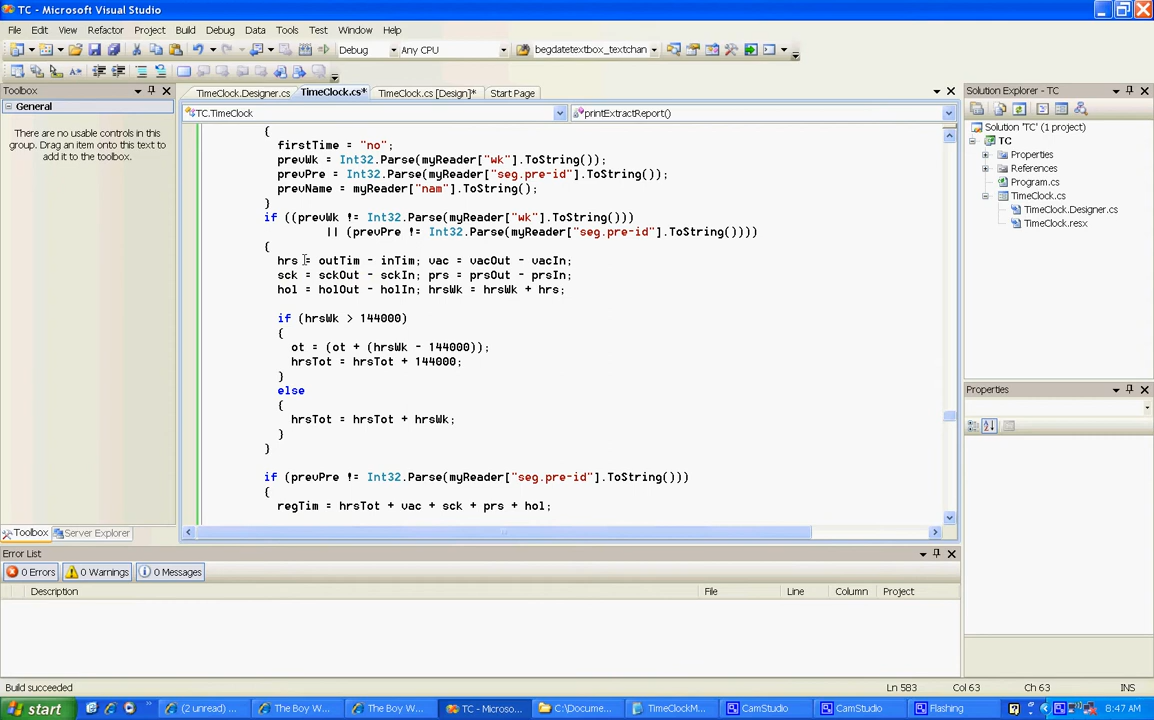 TC - Microsoft Visual Studio
File Edit View Refactor Project Build Debug Data Tools Test Window Help
Debug Any CPU begdatetextbox_textchan
Toolbox
TimeClock.Designer.cs TimeClock.cs* TimeClock.cs [Design]* Start Page
Solution Explorer - TC
General
TC.TimeClock printExtractReport()
There are no usable controls in this
group. Drag an item onto this text to
add it to the toolbox.
Solution 'TC' (1 project)
TC
Properties
References
Program.cs
TimeClock.cs
TimeClock.Designer.cs
TimeClock.resx
{
firstTime = "no";
prevWk = Int32.Parse(myReader["wk"].ToString());
prevPre = Int32.Parse(myReader["seg.pre-id"].ToString());
prevName = myReader["nam"].ToString();
}
if ((prevWk != Int32.Parse(myReader["wk"].ToString()))
|| (prevPre != Int32.Parse(myReader["seg.pre-id"].ToString())))
{
hrs = outTim - inTim; vac = vacOut - vacIn;
sck = sckOut - sckIn; prs = prsOut - prsIn;
hol = holOut - holIn; hrsWk = hrsWk + hrs;
if (hrsWk > 144000)
{
ot = (ot + (hrsWk - 144000));
hrsTot = hrsTot + 144000;
}
else
{
hrsTot = hrsTot + hrsWk;
}
}
if (prevPre != Int32.Parse(myReader["seg.pre-id"].ToString()))
{
regTim = hrsTot + vac + sck + prs + hol;
Properties
Toolbox Server Explorer
Error List
0 Errors 0 Warnings 0 Messages
Description File Line Column Project
Build succeeded Ln 583 Col 63 Ch 63 INS
start (2 unread) ... The Boy W... The Boy W... TC - Microso... C:\Docume... TimeClockM... CamStudio CamStudio Flashing 8:47 AM